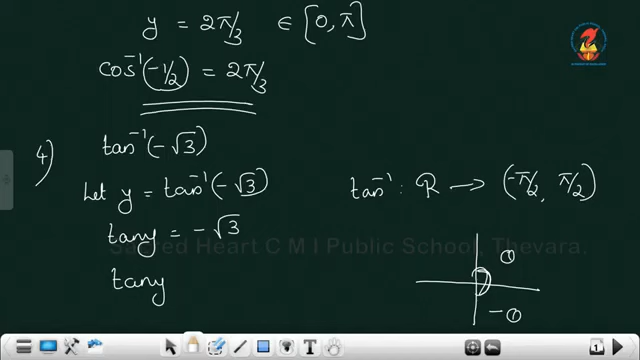 y = 2π/3 ∈ [0, π]
cos⁻¹(-1/2) = 2π/3
4) tan⁻¹(-√3)
Let y = tan⁻¹(-√3)
tan⁻¹ : R → (-π/2, π/2)
tany = -√3
Sacred Heart C M I Public School, Thevara.
θ
tany
-θ
T
1